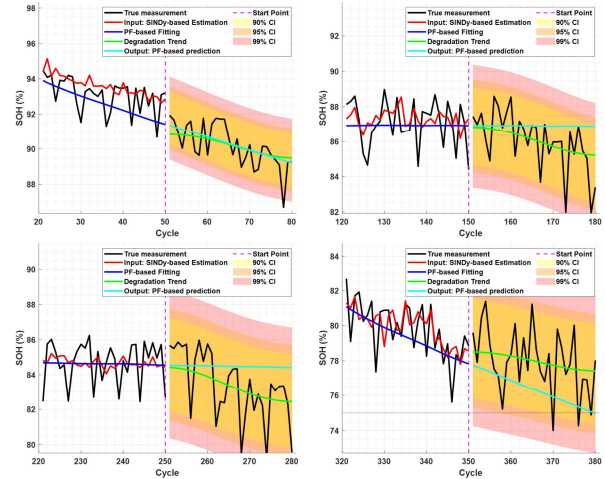 True measurement
Input: SINDy-based Estimation
PF-based Fitting
Degradation Trend
Output: PF-based prediction
Start Point
90% CI
95% CI
99% CI
SOH (%)
98
96
94
92
90
88
20 30 40 50 60 70 80
Cycle
True measurement
Input: SINDy-based Estimation
PF-based Fitting
Degradation Trend
Output: PF-based prediction
Start Point
90% CI
95% CI
99% CI
SOH (%)
92
90
88
86
84
82
120 130 140 150 160 170 180
Cycle
True measurement
Input: SINDy-based Estimation
PF-based Fitting
Degradation Trend
Output: PF-based prediction
Start Point
90% CI
95% CI
99% CI
SOH (%)
90
88
86
84
82
80
220 230 240 250 260 270 280
Cycle
True measurement
Input: SINDy-based Estimation
PF-based Fitting
Degradation Trend
Output: PF-based prediction
Start Point
90% CI
95% CI
99% CI
SOH (%)
84
82
80
78
76
74
320 330 340 350 360 370 380
Cycle